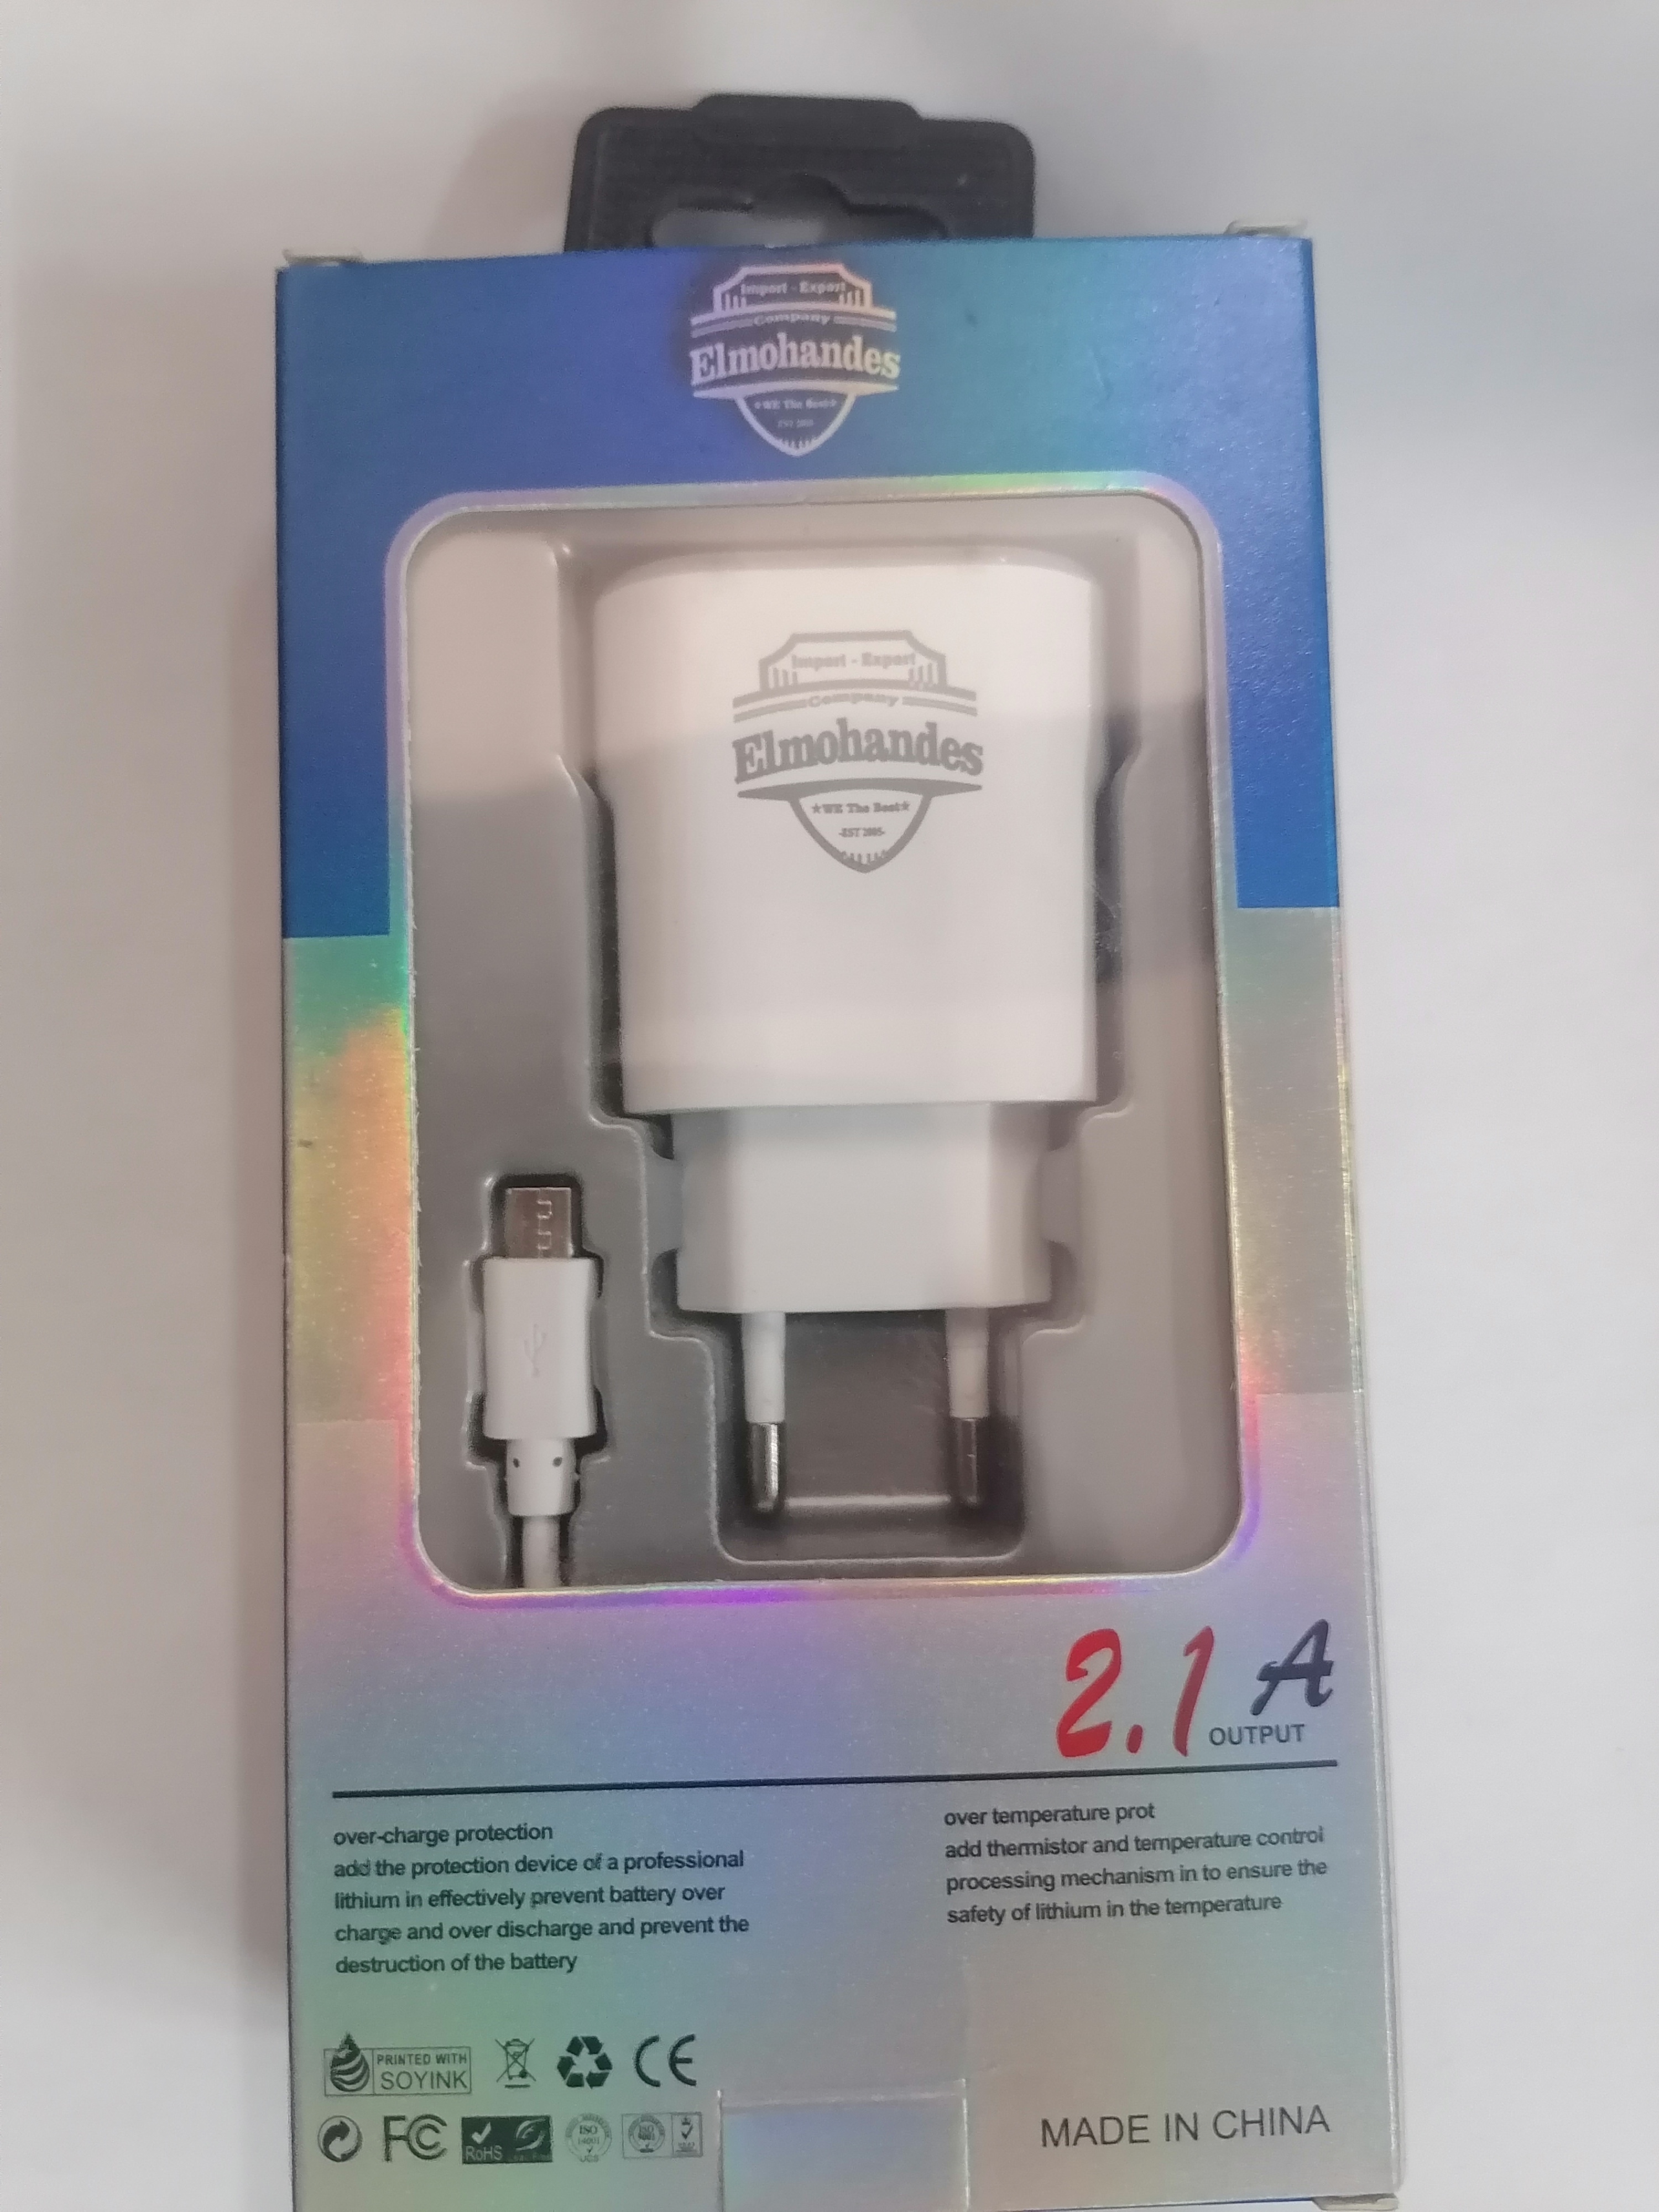 Import - Export
Company
Elmohandes
WE The Best
Import - Export
Company
Elmohandes
★WE The Best★
-EST 2005-
2.1 A
OUTPUT
over-charge protection
add the protection device of a professional
lithium in effectively prevent battery over
charge and over discharge and prevent the
destruction of the battery
over temperature prot
add thermistor and temperature control
processing mechanism in to ensure the
safety of lithium in the temperature
PRINTED WITH
SOYINK
CE
FC
RoHS
ISO
14001
ISO
MADE IN CHINA